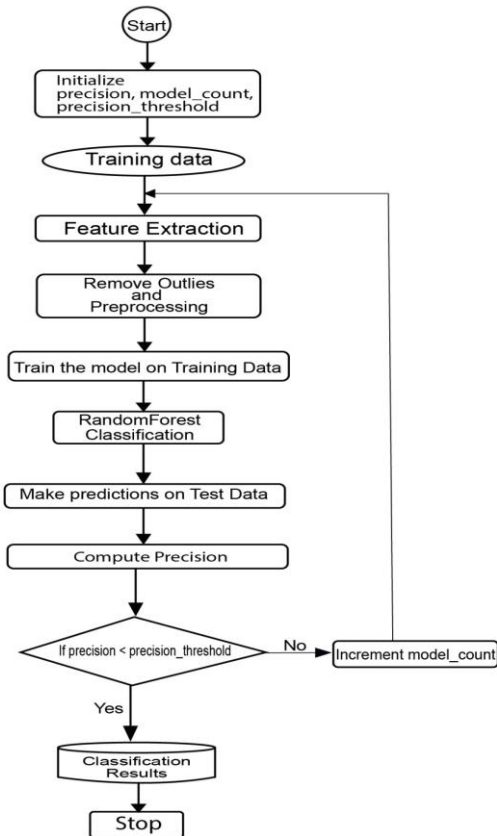 Start
Initialize
precision, model_count,
precision_threshold
Training data
Feature Extraction
Remove Outlies
and
Preprocessing
Train the model on Training Data
RandomForest
Classification
Make predictions on Test Data
Compute Precision
If precision < precision_threshold
No
Increment model_count
Yes
Classification
Results
Stop